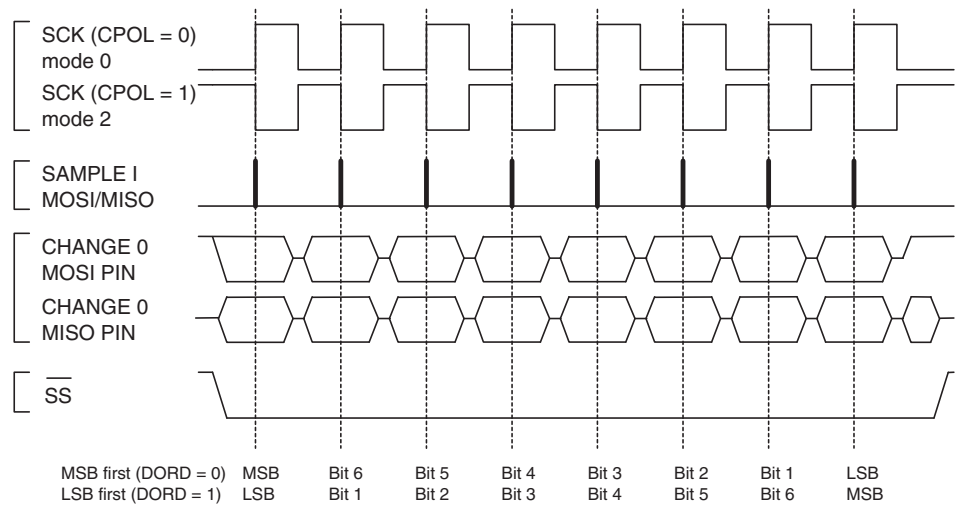 SCK (CPOL = 0)
mode 0
SCK (CPOL = 1)
mode 2
SAMPLE I
MOSI/MISO
CHANGE 0
MOSI PIN
CHANGE 0
MISO PIN
SS
MSB first (DORD = 0) MSB Bit 6 Bit 5 Bit 4 Bit 3 Bit 2 Bit 1 LSB
LSB first (DORD = 1) LSB Bit 1 Bit 2 Bit 3 Bit 4 Bit 5 Bit 6 MSB